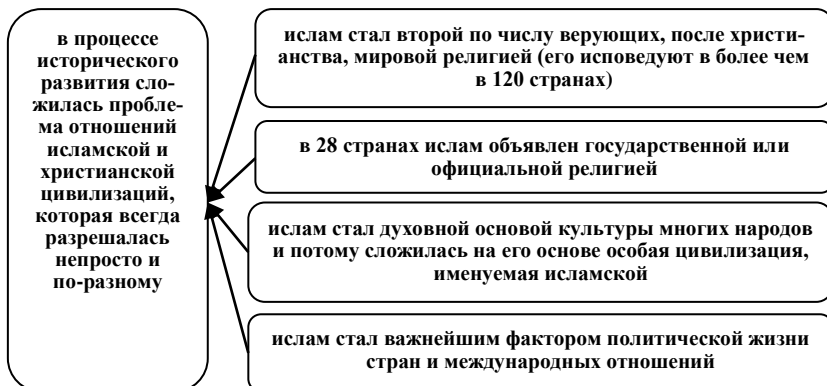 в процессе
исторического
развития сло-
жилась пробле-
ма отношений
исламской и
христианской
цивилизаций,
которая всегда
разрешалась
непросто и
по-разному
ислам стал второй по числу верующих, после христи-
анства, мировой религией (его исповедуют в более чем
в 120 странах)
в 28 странах ислам объявлен государственной или
официальной религией
ислам стал духовной основой культуры многих народов
и потому сложилась на его основе особая цивилизация,
именуемая исламской
ислам стал важнейшим фактором политической жизни
стран и международных отношений